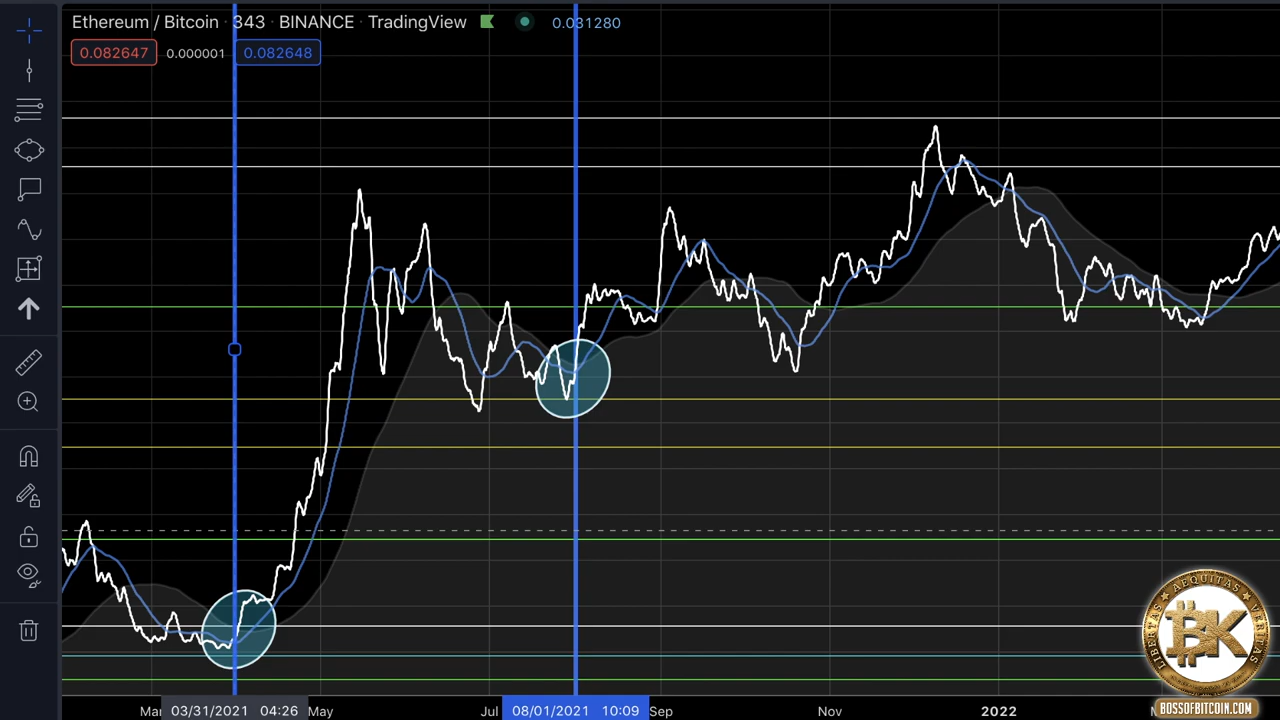 Ethereum / Bitcoin · 343 · BINANCE · TradingView 0.031280
0.082647 0.000001 0.082648
Mar 03/31/2021 04:26 May Jul 08/01/2021 10:09 Sep Nov 2022
LIBERTAS AEQUITAS VERITAS
BK
BOSSOFBITCOIN.COM